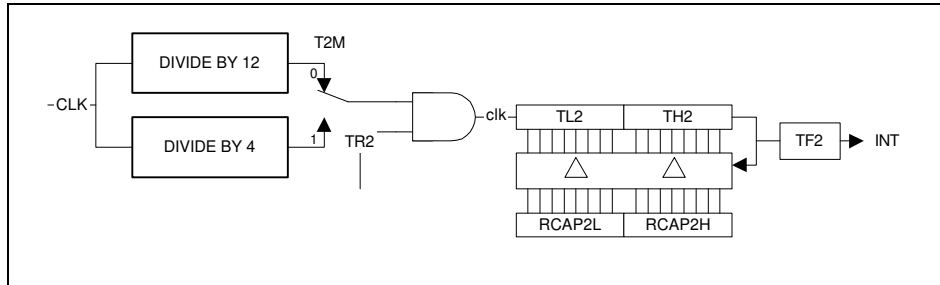 T2M
DIVIDE BY 12
0
CLK
clk
TL2
TH2
1
TR2
DIVIDE BY 4
TF2
INT
RCAP2L
RCAP2H